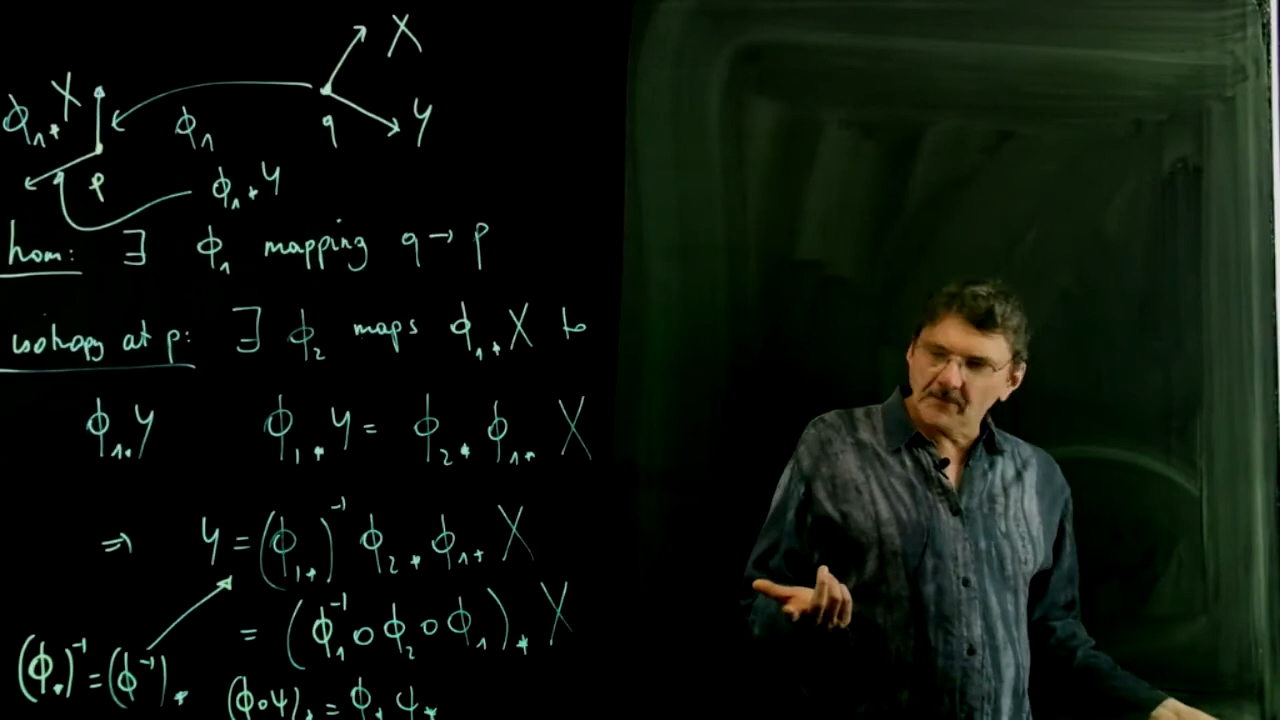 X
ϕ₁⁎X ϕ₁ q Y
p ϕ₁⁎Y
hom: ∃ ϕ₁ mapping q → p
isotropy at p: ∃ ϕ₂ maps ϕ₁⁎X to
ϕ₁⁎Y ϕ₁⁎Y = ϕ₂⁎ϕ₁⁎X
⇒ Y = (ϕ₁⁎)⁻¹ ϕ₂⁎ϕ₁⁎X
= (ϕ₁⁻¹ ∘ ϕ₂ ∘ ϕ₁)⁎ X
(ϕ⁎)⁻¹ = (ϕ⁻¹)⁎ (ϕ∘ψ)⁎ = ϕ⁎ψ⁎